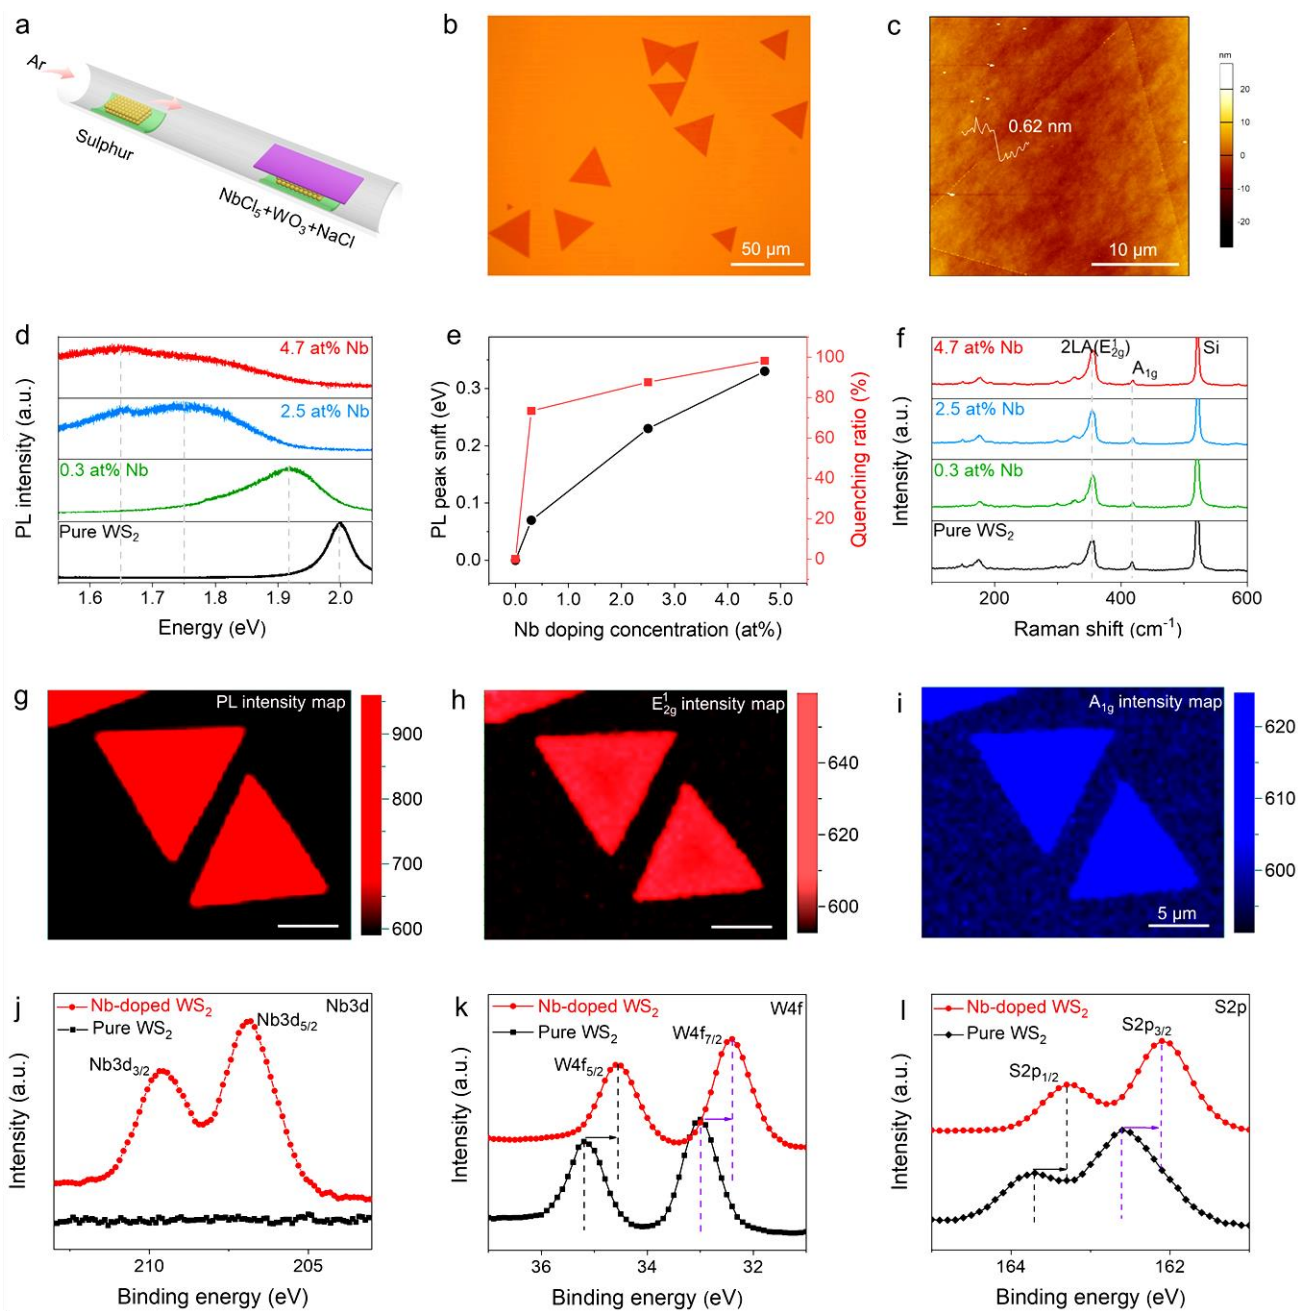 a
Ar
Sulphur
NbCl₅+WO₃+NaCl
b
50 µm
c
0.62 nm
10 µm
nm
20
10
0
-10
-20
d
PL intensity (a.u.)
4.7 at% Nb
2.5 at% Nb
0.3 at% Nb
Pure WS₂
1.6 1.7 1.8 1.9 2.0
Energy (eV)
e
PL peak shift (eV)
0.3
0.2
0.1
0.0
100
80
60
40
20
0
Quenching ratio (%)
0.0 1.0 2.0 3.0 4.0 5.0
Nb doping concentration (at%)
f
Intensity (a.u.)
4.7 at% Nb
2LA(E¹₂g)
A₁g
Si
2.5 at% Nb
0.3 at% Nb
Pure WS₂
200 400 600
Raman shift (cm⁻¹)
g
PL intensity map
900
800
700
600
h
E¹₂g intensity map
640
620
600
i
A₁g intensity map
5 µm
620
610
600
j
Nb-doped WS₂
Pure WS₂
Nb3d
Nb3d₃/₂
Nb3d₅/₂
Intensity (a.u.)
210 205
Binding energy (eV)
k
Nb-doped WS₂
Pure WS₂
W4f
W4f₅/₂
W4f₇/₂
Intensity (a.u.)
36 34 32
Binding energy (eV)
l
Nb-doped WS₂
Pure WS₂
S2p
S2p₁/₂
S2p₃/₂
Intensity (a.u.)
164 162
Binding energy (eV)